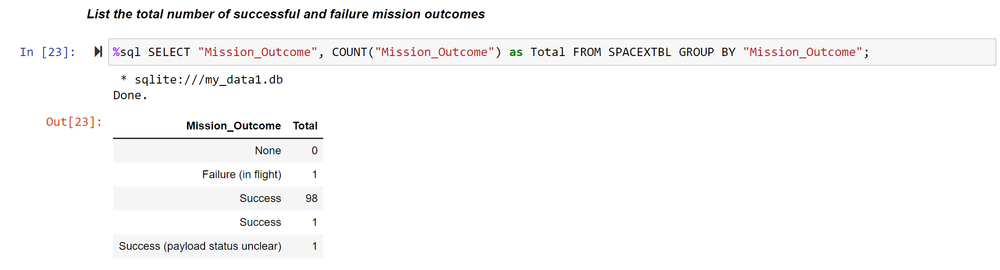 List the total number of successful and failure mission outcomes
In [23]: %sql SELECT "Mission_Outcome", COUNT("Mission_Outcome") as Total FROM SPACEXTBL GROUP BY "Mission_Outcome";
* sqlite:///my_data1.db
Done.
Out[23]:
Mission_Outcome Total
None 0
Failure (in flight) 1
Success 98
Success 1
Success (payload status unclear) 1